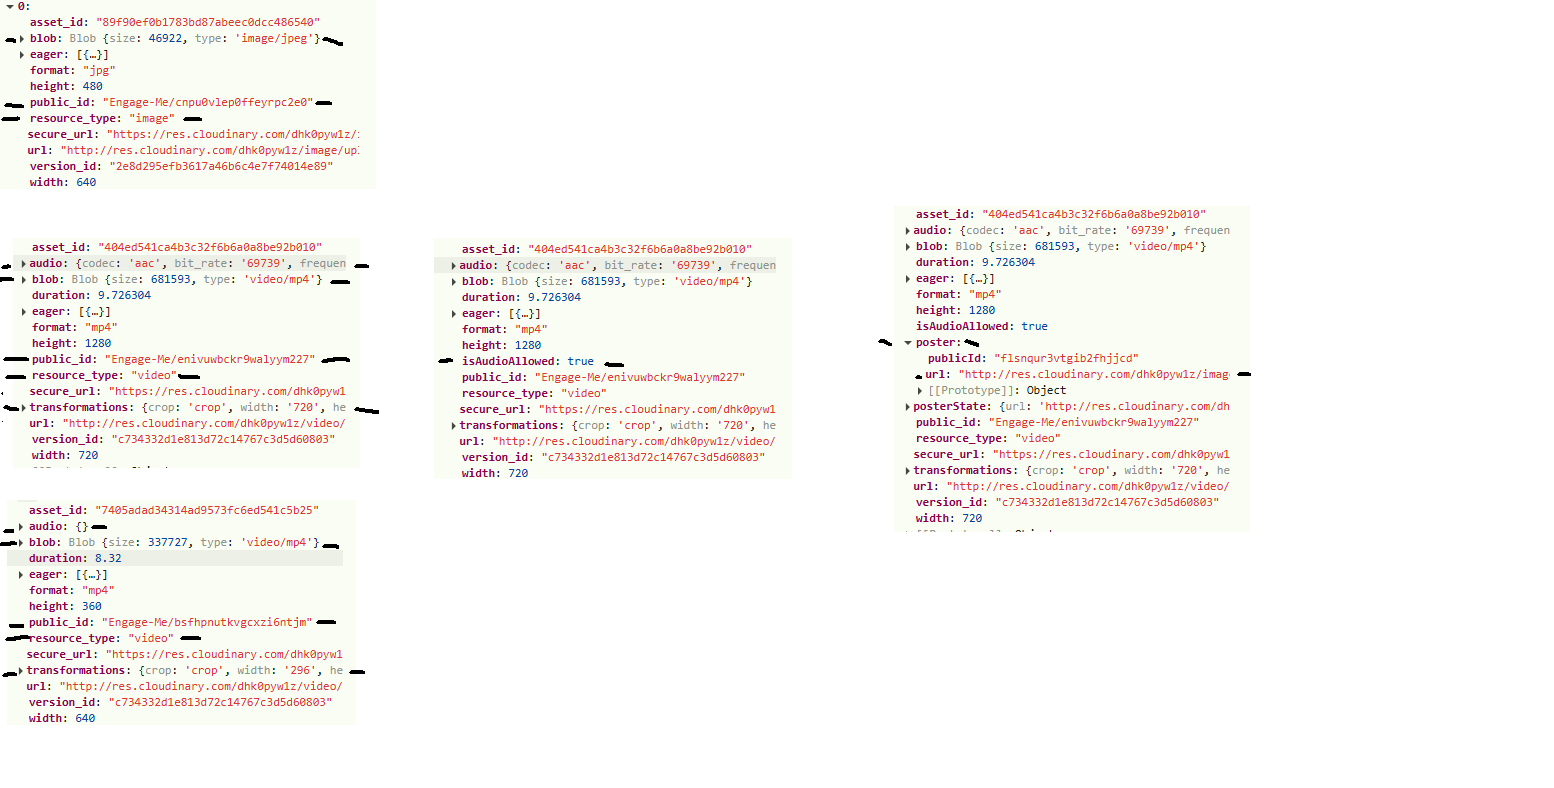 0:
asset_id: "89f90ef0b1783bd87abeec0dcc486540"
blob: Blob {size: 46922, type: 'image/jpeg'}
eager: [{…}]
format: "jpg"
height: 480
public_id: "Engage-Me/cnpu0vlep0ffeyrpc2e0"
resource_type: "image"
secure_url: "https://res.cloudinary.com/dhk0pyw1z/i
url: "http://res.cloudinary.com/dhk0pyw1z/image/up
version_id: "2e8d295efb3617a46b6c4e7f74014e89"
width: 640
asset_id: "404ed541ca4b3c32f6b6a0a8be92b010"
audio: {codec: 'aac', bit_rate: '69739', frequen
blob: Blob {size: 681593, type: 'video/mp4'}
duration: 9.726304
eager: [{…}]
format: "mp4"
height: 1280
public_id: "Engage-Me/enivuwbckr9walyym227"
resource_type: "video"
secure_url: "https://res.cloudinary.com/dhk0pyw1
transformations: {crop: 'crop', width: '720', he
url: "http://res.cloudinary.com/dhk0pyw1z/video/
version_id: "c734332d1e813d72c14767c3d5d60803"
width: 720
asset_id: "404ed541ca4b3c32f6b6a0a8be92b010"
audio: {codec: 'aac', bit_rate: '69739', frequen
blob: Blob {size: 681593, type: 'video/mp4'}
duration: 9.726304
eager: [{…}]
format: "mp4"
height: 1280
isAudioAllowed: true
public_id: "Engage-Me/enivuwbckr9walyym227"
resource_type: "video"
secure_url: "https://res.cloudinary.com/dhk0pyw1
transformations: {crop: 'crop', width: '720', he
url: "http://res.cloudinary.com/dhk0pyw1z/video/
version_id: "c734332d1e813d72c14767c3d5d60803"
width: 720
asset_id: "404ed541ca4b3c32f6b6a0a8be92b010"
audio: {codec: 'aac', bit_rate: '69739', frequen
blob: Blob {size: 681593, type: 'video/mp4'}
duration: 9.726304
eager: [{…}]
format: "mp4"
height: 1280
isAudioAllowed: true
poster:
publicId: "flsnqur3vtgib2fhjjcd"
url: "http://res.cloudinary.com/dhk0pyw1z/imag
[[Prototype]]: Object
posterState: {url: 'http://res.cloudinary.com/dh
public_id: "Engage-Me/enivuwbckr9walyym227"
resource_type: "video"
secure_url: "https://res.cloudinary.com/dhk0pyw1
transformations: {crop: 'crop', width: '720', he
url: "http://res.cloudinary.com/dhk0pyw1z/video/
version_id: "c734332d1e813d72c14767c3d5d60803"
width: 720
asset_id: "7405adad34314ad9573fc6ed541c5b25"
audio: {}
blob: Blob {size: 337727, type: 'video/mp4'}
duration: 8.32
eager: [{…}]
format: "mp4"
height: 360
public_id: "Engage-Me/bsfhpnutkvgcxzi6ntjm"
resource_type: "video"
secure_url: "https://res.cloudinary.com/dhk0pyw1
transformations: {crop: 'crop', width: '296', he
url: "http://res.cloudinary.com/dhk0pyw1z/video/
version_id: "c734332d1e813d72c14767c3d5d60803"
width: 640